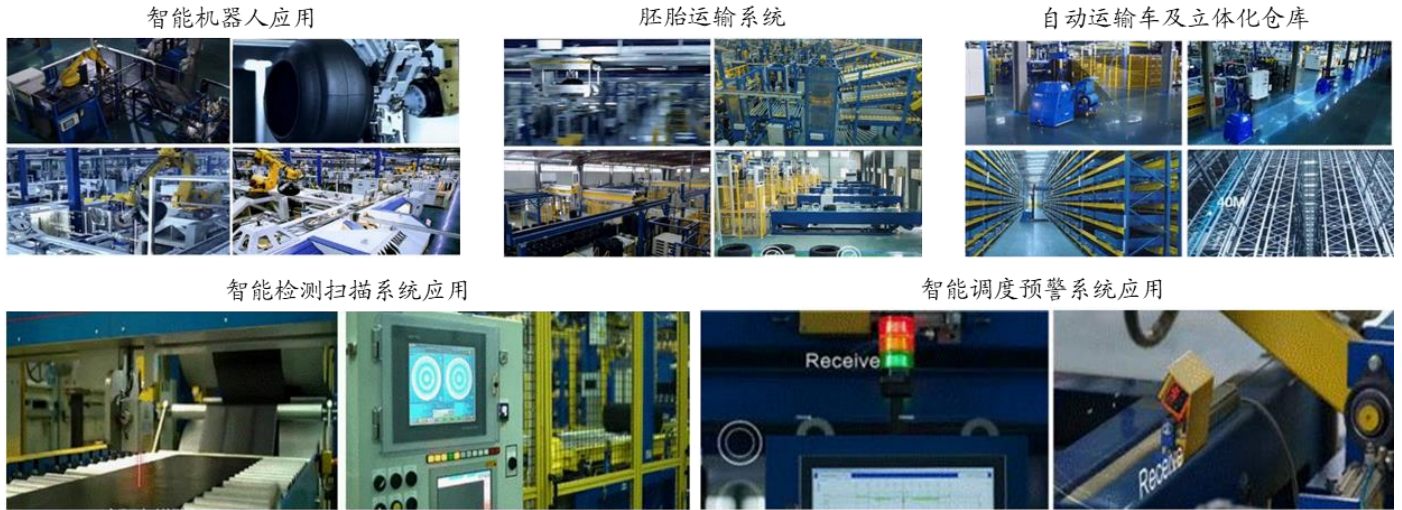 智能机器人应用
胚胎运输系统
自动运输车及立体化仓库
40M
智能检测扫描系统应用
智能调度预警系统应用
Receive
Receive